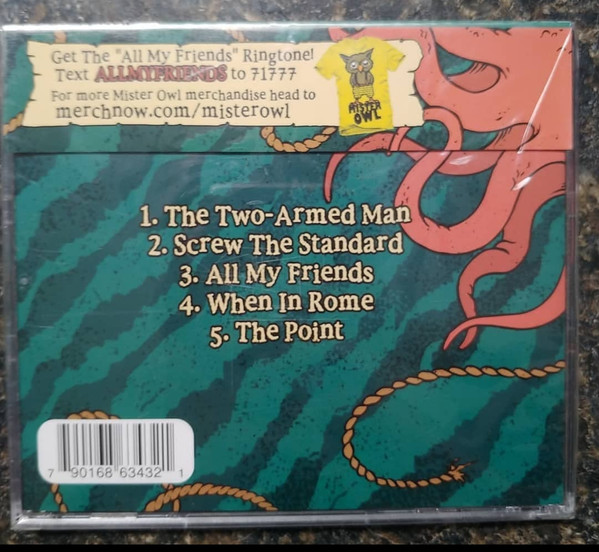 Get The "All My Friends" Ringtone!
Text ALLMYFRIENDS to 71777
For more Mister Owl merchandise head to
merchnow.com/misterowl
MISTER
OWL
1. The Two-Armed Man
2. Screw The Standard
3. All My Friends
4. When In Rome
5. The Point
7 90168 63432 1